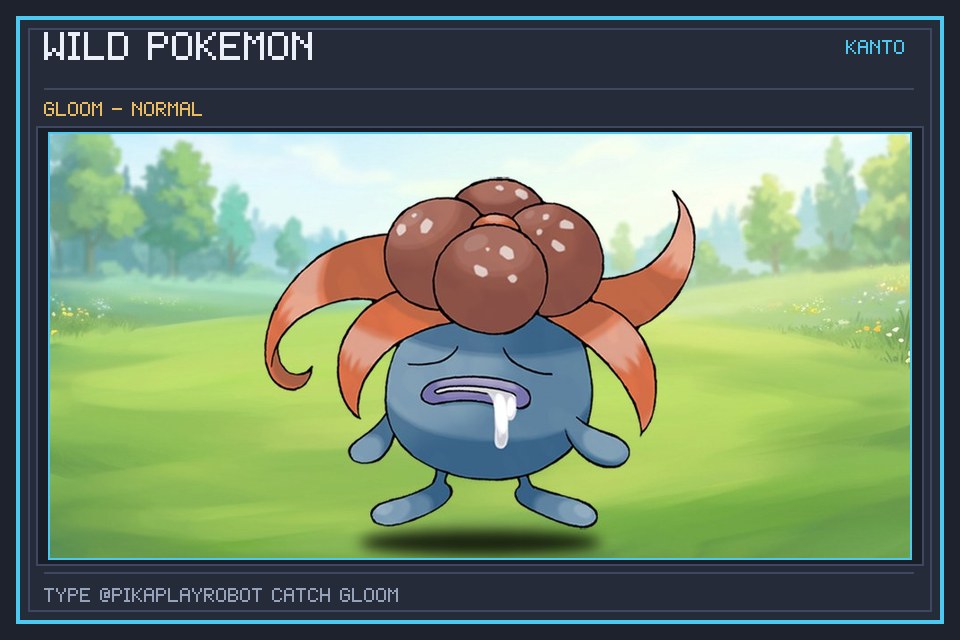 WILD POKEMON
KANTO
GLOOM - NORMAL
TYPE @PIKAPLAYROBOT CATCH GLOOM